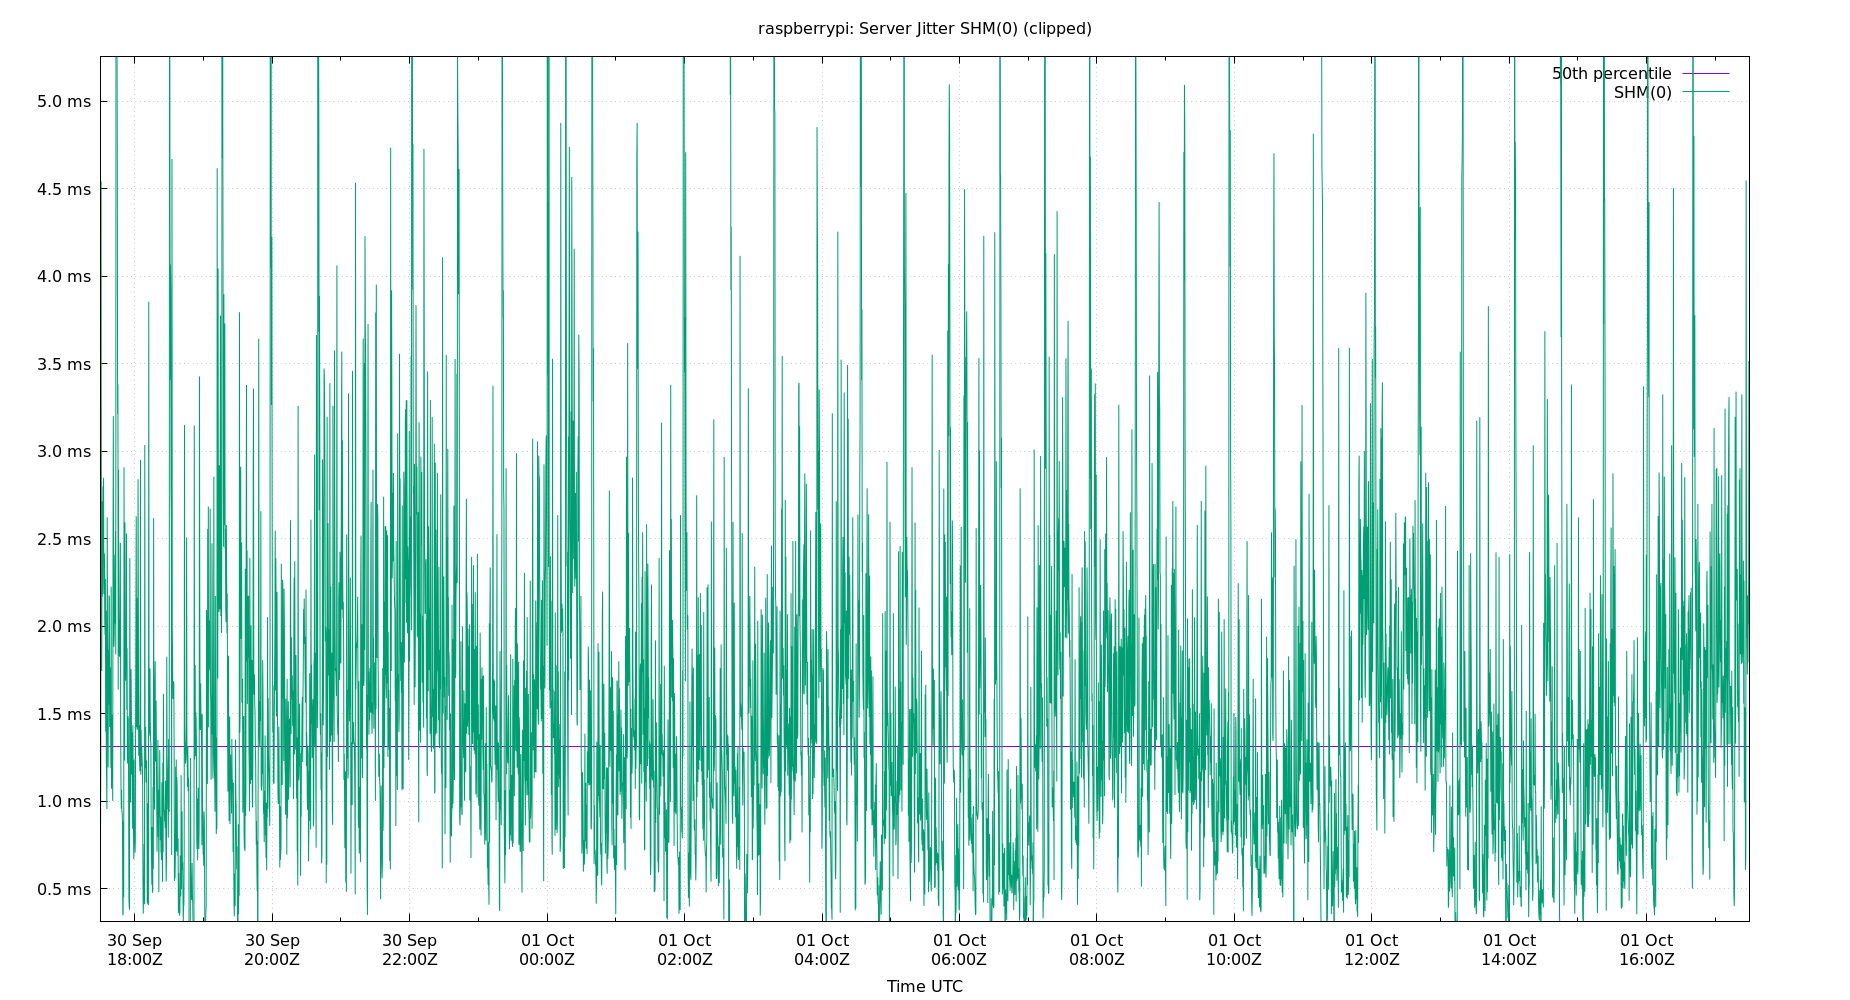 raspberrypi: Server Jitter SHM(0) (clipped)
50th percentile
SHM(0)
5.0 ms
4.5 ms
4.0 ms
3.5 ms
3.0 ms
2.5 ms
2.0 ms
1.5 ms
1.0 ms
0.5 ms
30 Sep 30 Sep 30 Sep 01 Oct 01 Oct 01 Oct 01 Oct 01 Oct 01 Oct 01 Oct 01 Oct 01 Oct
18:00Z 20:00Z 22:00Z 00:00Z 02:00Z 04:00Z 06:00Z 08:00Z 10:00Z 12:00Z 14:00Z 16:00Z
Time UTC